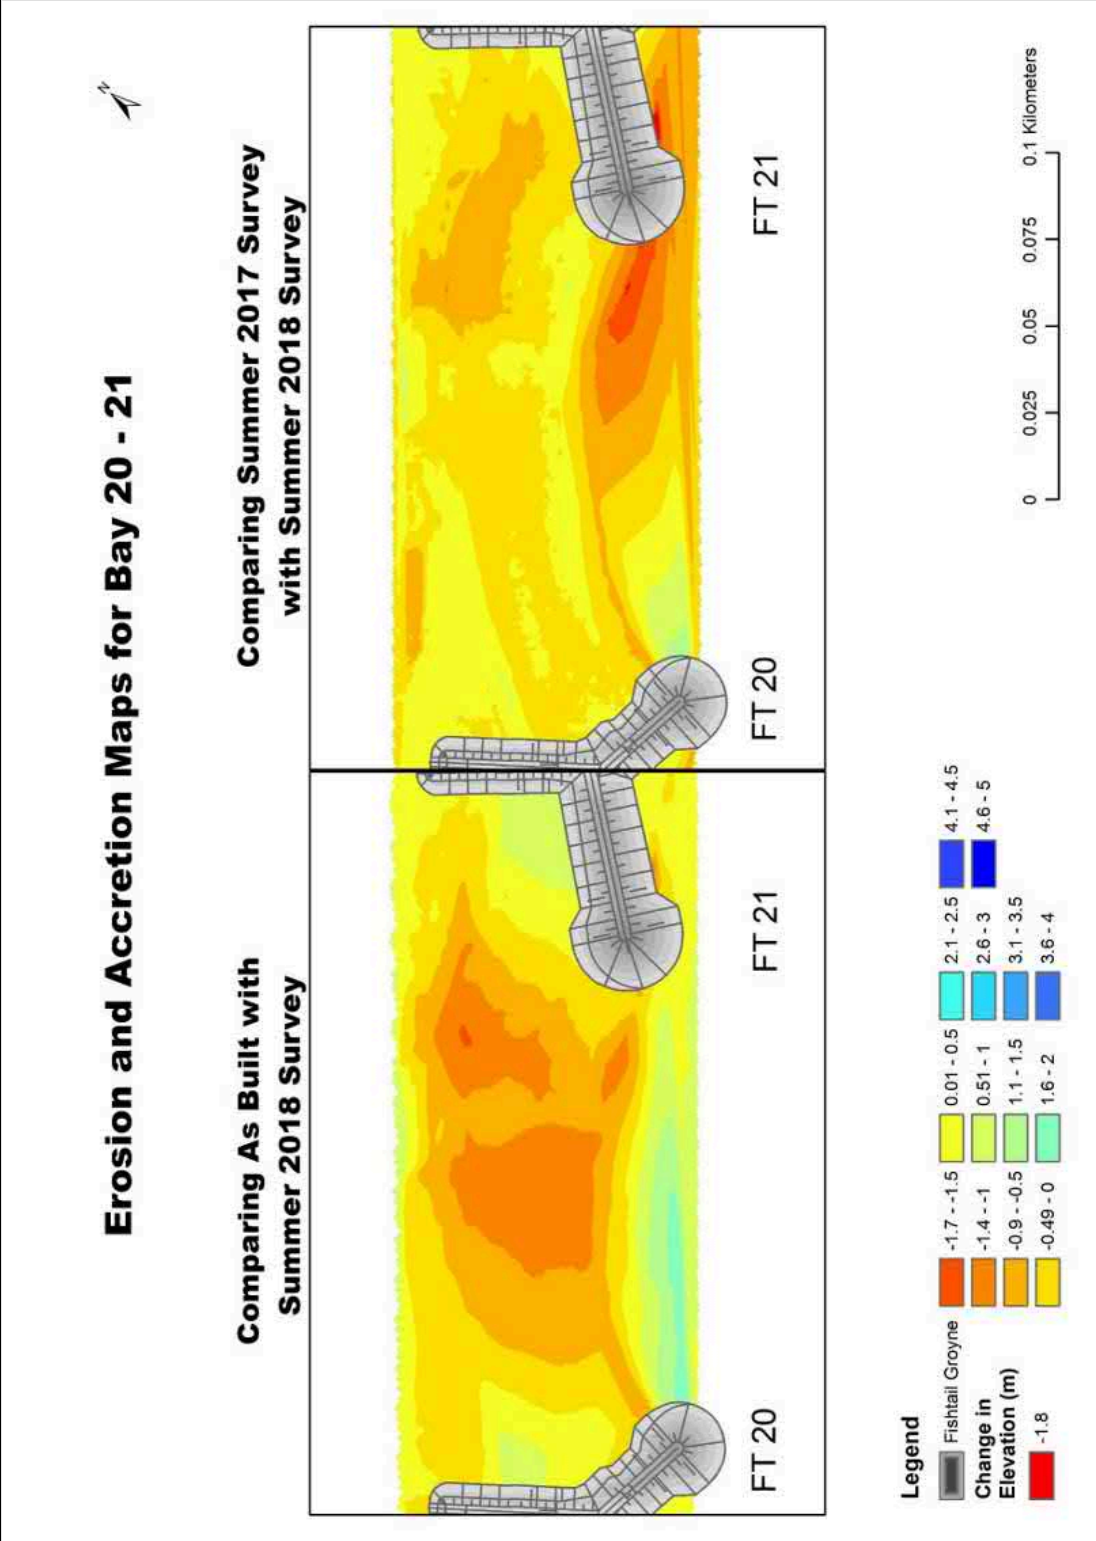 Erosion and Accretion Maps for Bay 20 - 21
Comparing As Built with
Summer 2018 Survey
Comparing Summer 2017 Survey
with Summer 2018 Survey
FT 20
FT 21
FT 20
FT 21
Legend
Fishtail Groyne
Change in
Elevation (m)
-1.8
-1.7 - -1.5
-1.4 - -1
-0.9 - -0.5
-0.49 - 0
0.01 - 0.5
0.51 - 1
1.1 - 1.5
1.6 - 2
2.1 - 2.5
2.6 - 3
3.1 - 3.5
3.6 - 4
4.1 - 4.5
4.6 - 5
0 0.025 0.05 0.075 0.1 Kilometers
N